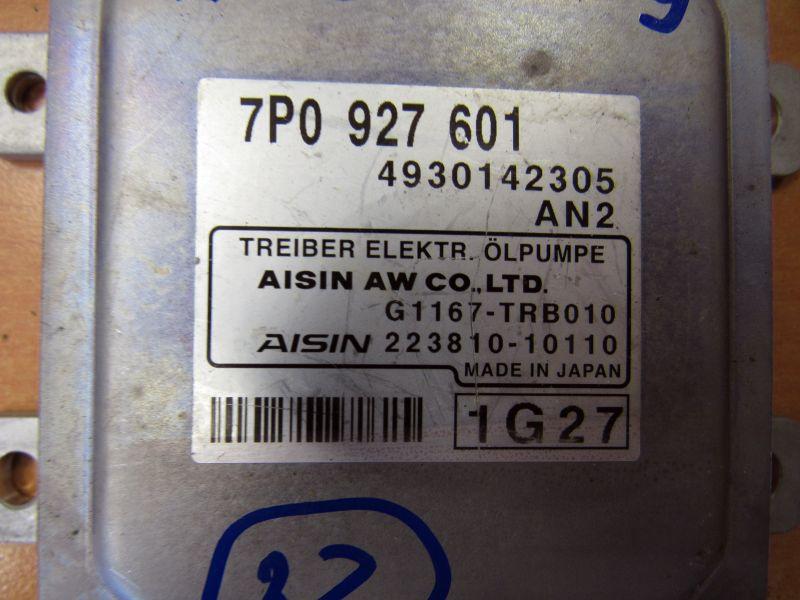 7P0 927 601
4930142305
AN2
TREIBER ELEKTR. ÖLPUMPE
AISIN AW CO.,LTD.
G1167-TRB010
AISIN 223810-10110
MADE IN JAPAN
1G27